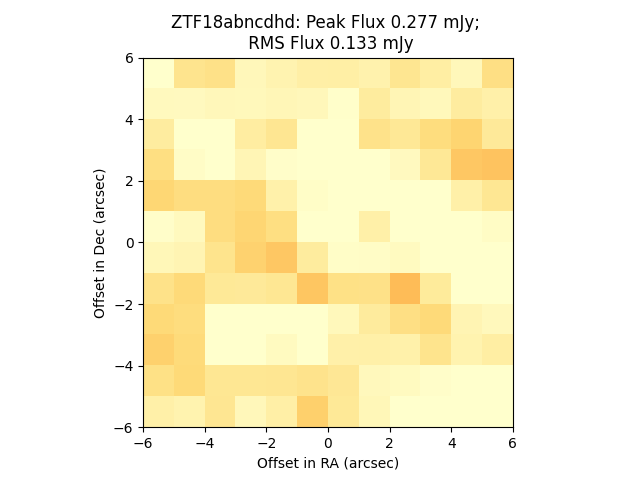 ZTF18abncdhd: Peak Flux 0.277 mJy;
RMS Flux 0.133 mJy
6
4
2
0
−2
−4
−6
Offset in Dec (arcsec)
−6 −4 −2 0 2 4 6
Offset in RA (arcsec)